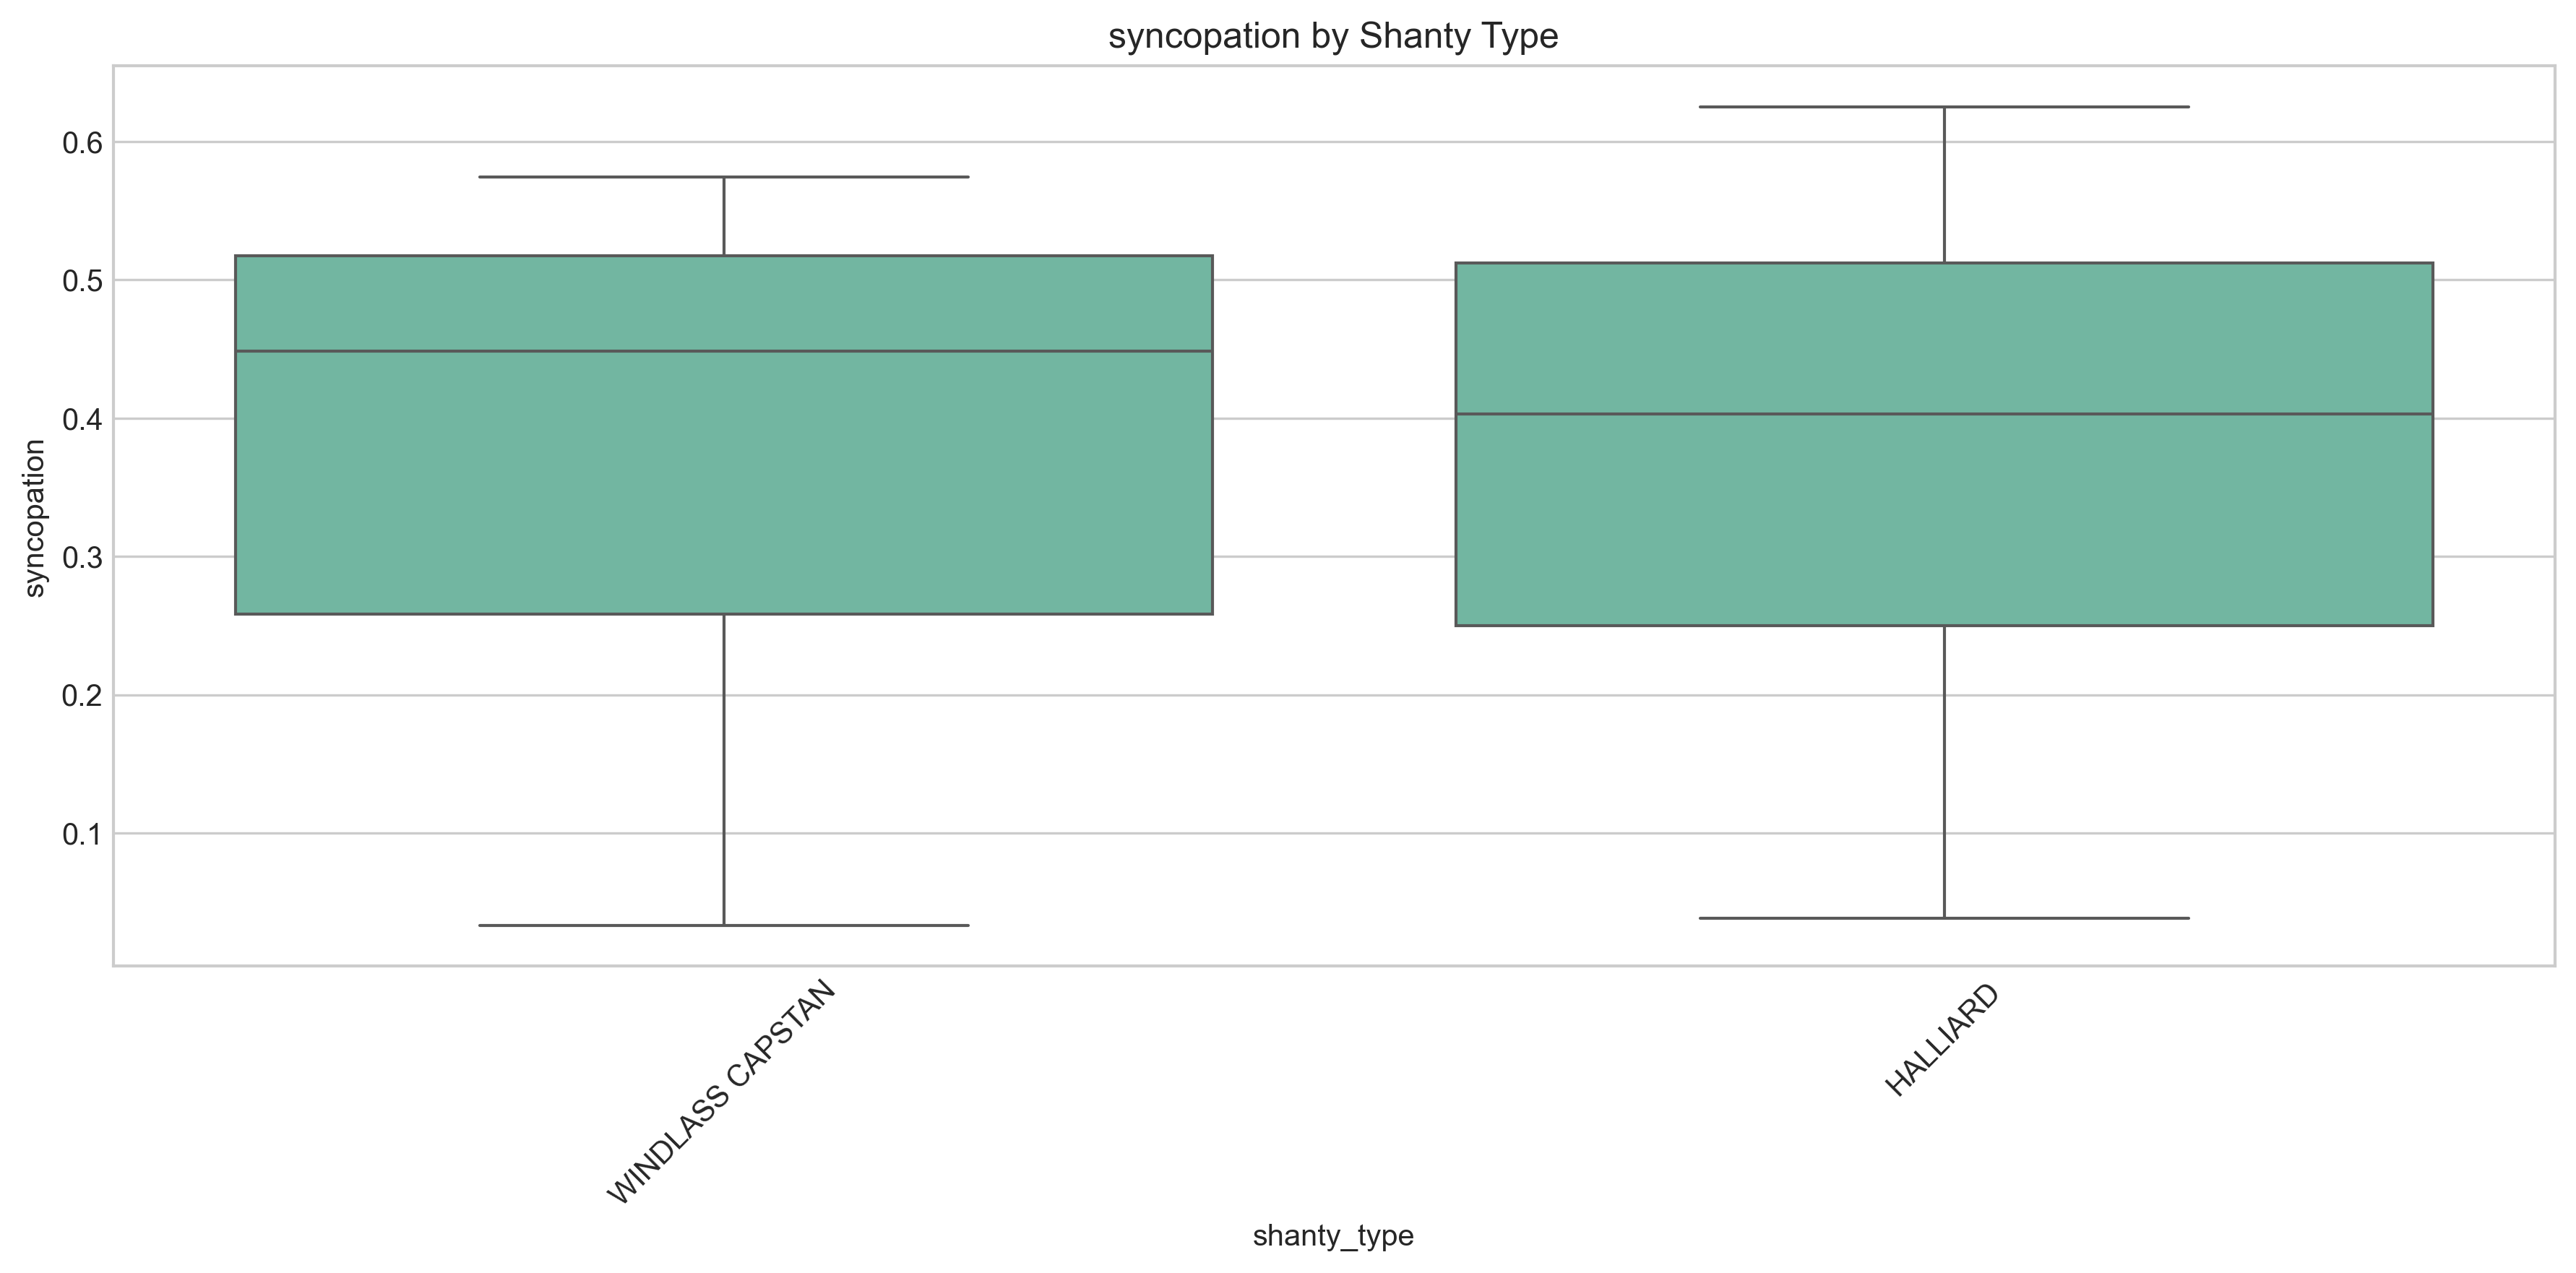 syncopation by Shanty Type
syncopation
0.6
0.5
0.4
0.3
0.2
0.1
WINDLASS CAPSTAN
HALLIARD
shanty_type